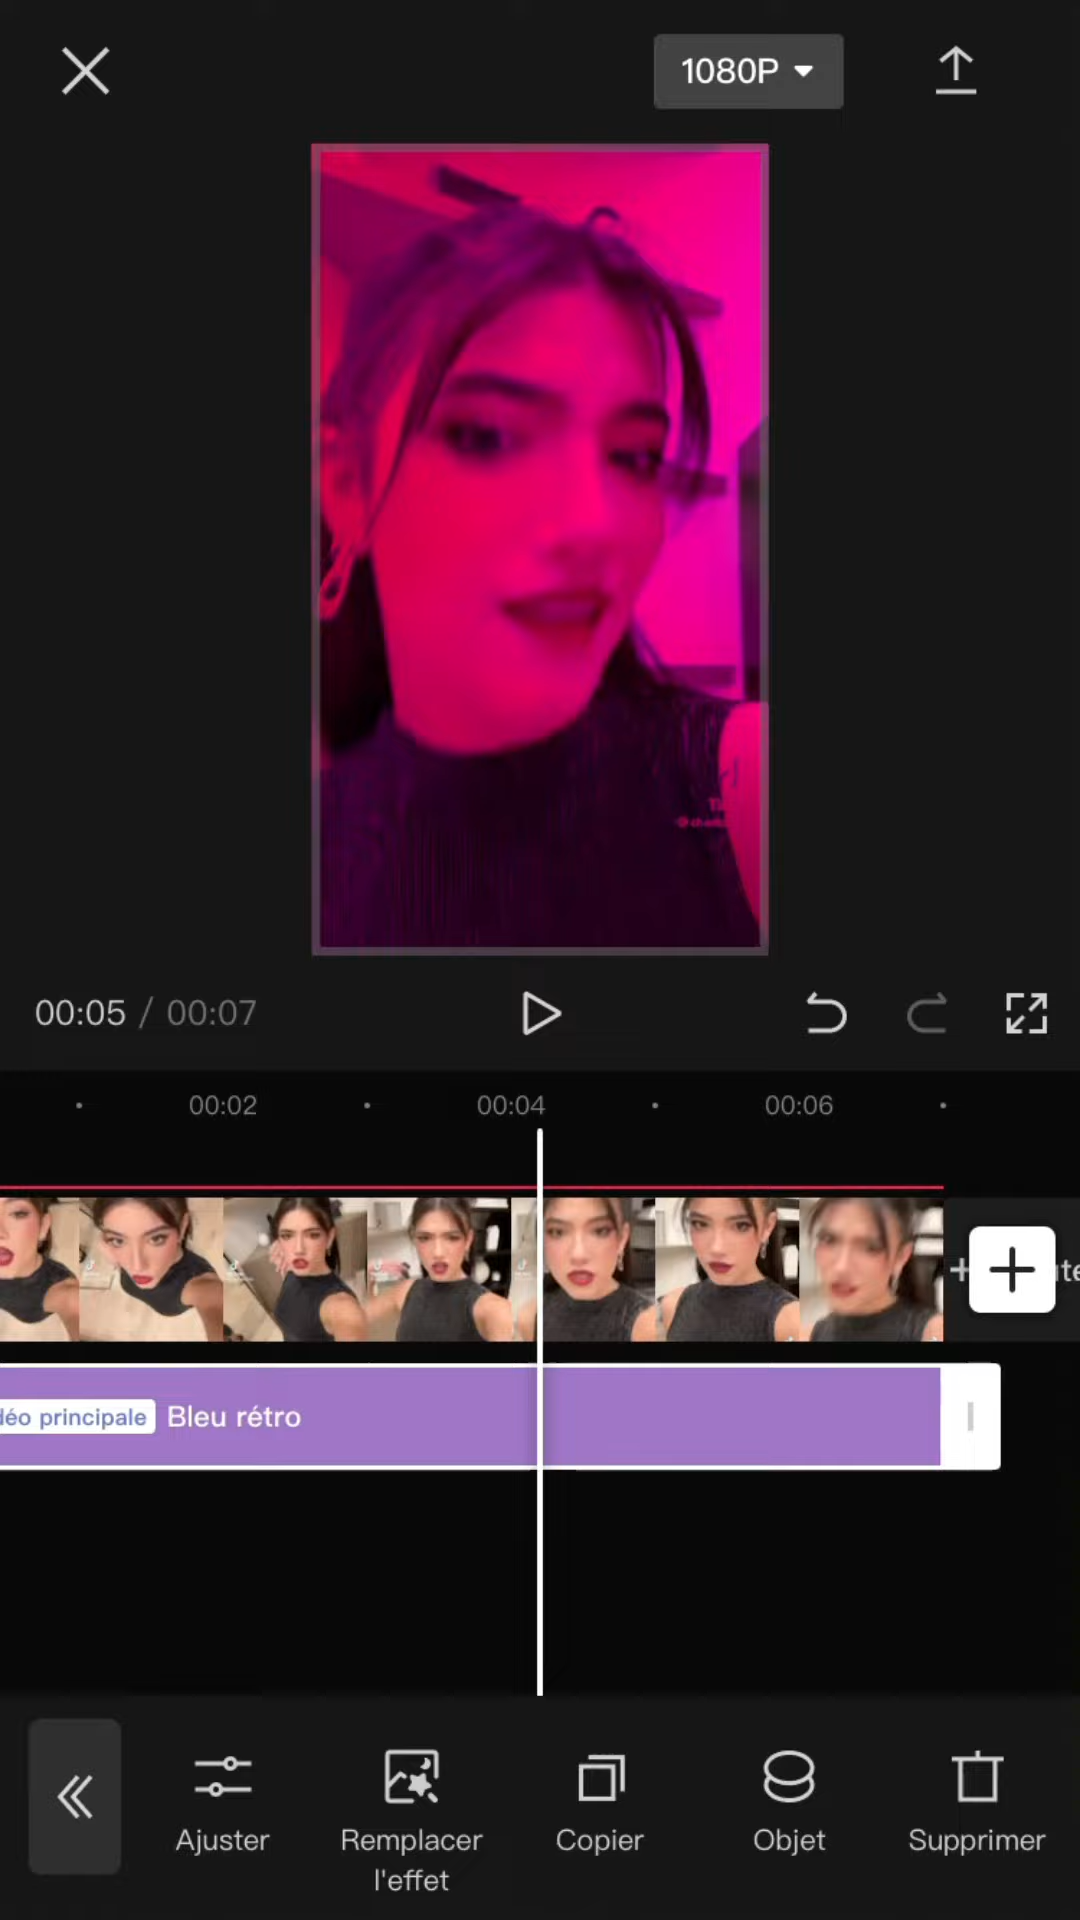 1080P
00:05 / 00:07
00:02
00:04
00:06
déo principale Bleu rétro
Ajuster
Remplacer
l'effet
Copier
Objet
Supprimer